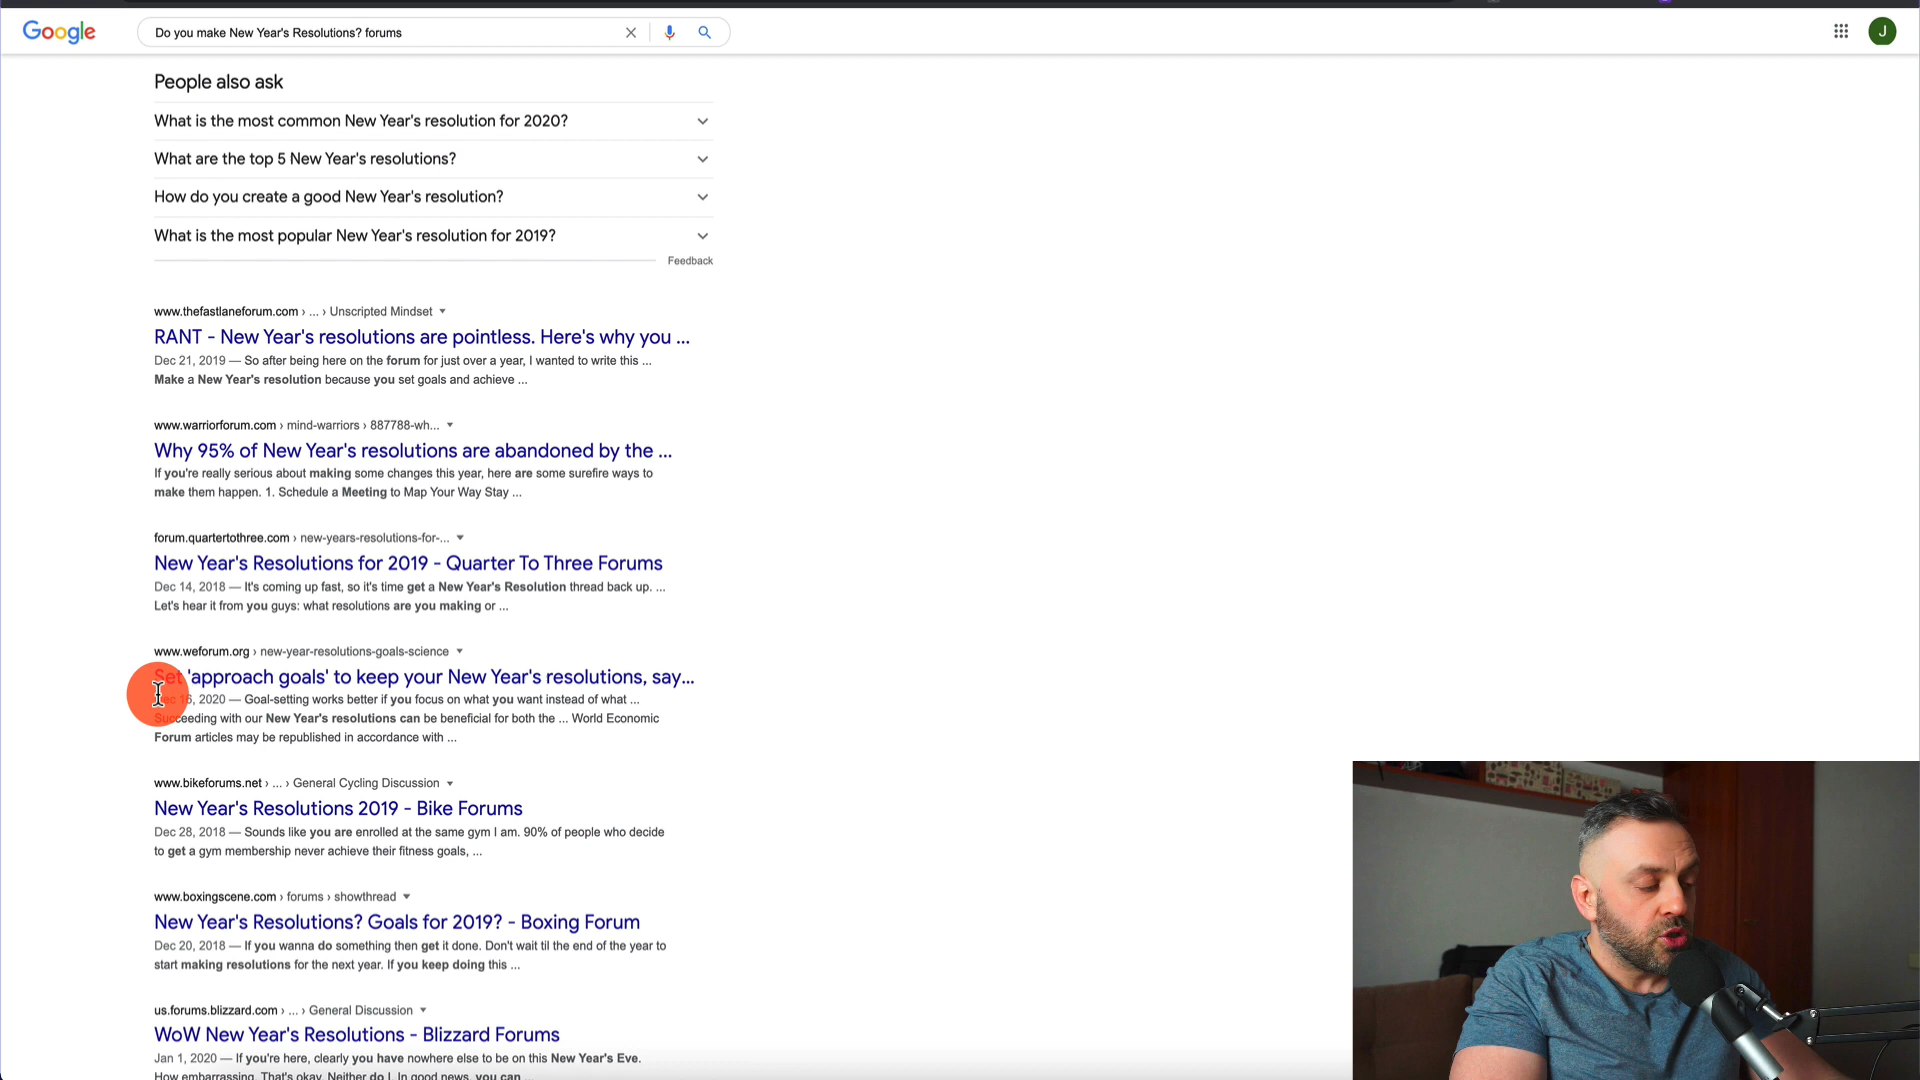 Google
Do you make New Year's Resolutions? forums
J
People also ask
What is the most common New Year's resolution for 2020?
What are the top 5 New Year's resolutions?
How do you create a good New Year's resolution?
What is the most popular New Year's resolution for 2019?
Feedback
www.thefastlaneforum.com › ... › Unscripted Mindset
RANT - New Year's resolutions are pointless. Here's why you ...
Dec 21, 2019 — So after being here on the forum for just over a year, I wanted to write this ...
Make a New Year's resolution because you set goals and achieve ...
www.warriorforum.com › mind-warriors › 887788-wh...
Why 95% of New Year's resolutions are abandoned by the ...
If you're really serious about making some changes this year, here are some surefire ways to
make them happen. 1. Schedule a Meeting to Map Your Way Stay ...
forum.quartertothree.com › new-years-resolutions-for-...
New Year's Resolutions for 2019 - Quarter To Three Forums
Dec 14, 2018 — It's coming up fast, so it's time get a New Year's Resolution thread back up. ...
Let's hear it from you guys: what resolutions are you making or ...
www.weforum.org › new-year-resolutions-goals-science
Set 'approach goals' to keep your New Year's resolutions, say...
Dec 16, 2020 — Goal-setting works better if you focus on what you want instead of what ...
Succeeding with our New Year's resolutions can be beneficial for both the ... World Economic
Forum articles may be republished in accordance with ...
www.bikeforums.net › ... › General Cycling Discussion
New Year's Resolutions 2019 - Bike Forums
Dec 28, 2018 — Sounds like you are enrolled at the same gym I am. 90% of people who decide
to get a gym membership never achieve their fitness goals, ...
www.boxingscene.com › forums › showthread
New Year's Resolutions? Goals for 2019? - Boxing Forum
Dec 20, 2018 — If you wanna do something then get it done. Don't wait til the end of the year to
start making resolutions for the next year. If you keep doing this ...
us.forums.blizzard.com › ... › General Discussion
WoW New Year's Resolutions - Blizzard Forums
Jan 1, 2020 — If you're here, clearly you have nowhere else to be on this New Year's Eve.
How embarrassing. That's okay. Neither do I. In good news, you can ...